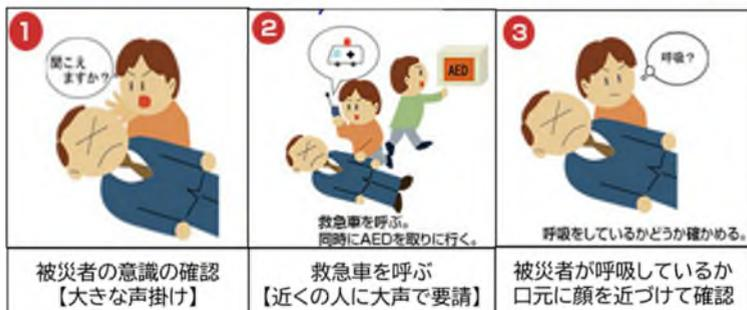 1
聞こえ
ますか？
2
AED
救急車を呼ぶ。
同時にAEDを取りに行く。
3
呼吸？
呼吸をしているかどうか確かめる。
被災者の意識の確認
【大きな声掛け】
救急車を呼ぶ
【近くの人に大声で要請】
被災者が呼吸しているか
口元に顔を近づけて確認